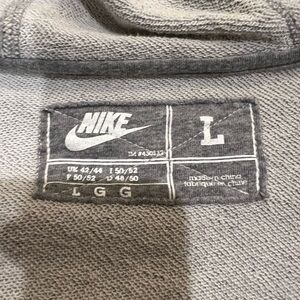 NIKE
L
UK 42/44 I 50/52
F 50/52 D 48/50
L G G
made in china
fabriqué en chine